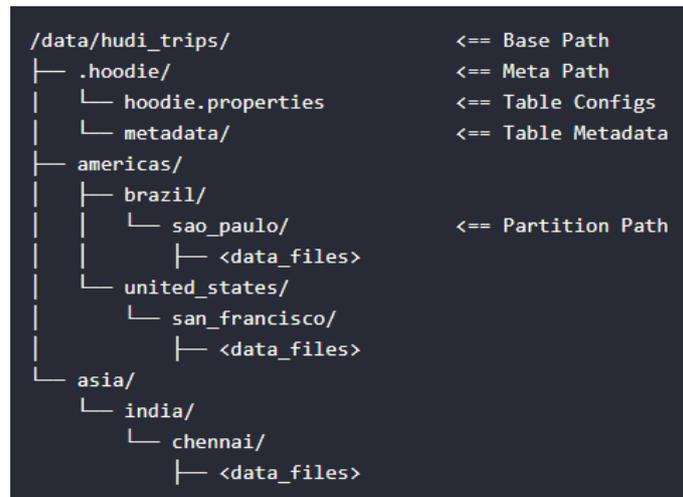 /data/hudi_trips/                   <== Base Path
├── .hoodie/                        <== Meta Path
│   └── hoodie.properties           <== Table Configs
│   └── metadata/                   <== Table Metadata
├── americas/
│   ├── brazil/
│   │   └── sao_paulo/              <== Partition Path
│   │       ├── <data_files>
│   └── united_states/
│       └── san_francisco/
│           ├── <data_files>
└── asia/
    └── india/
        └── chennai/
            ├── <data_files>